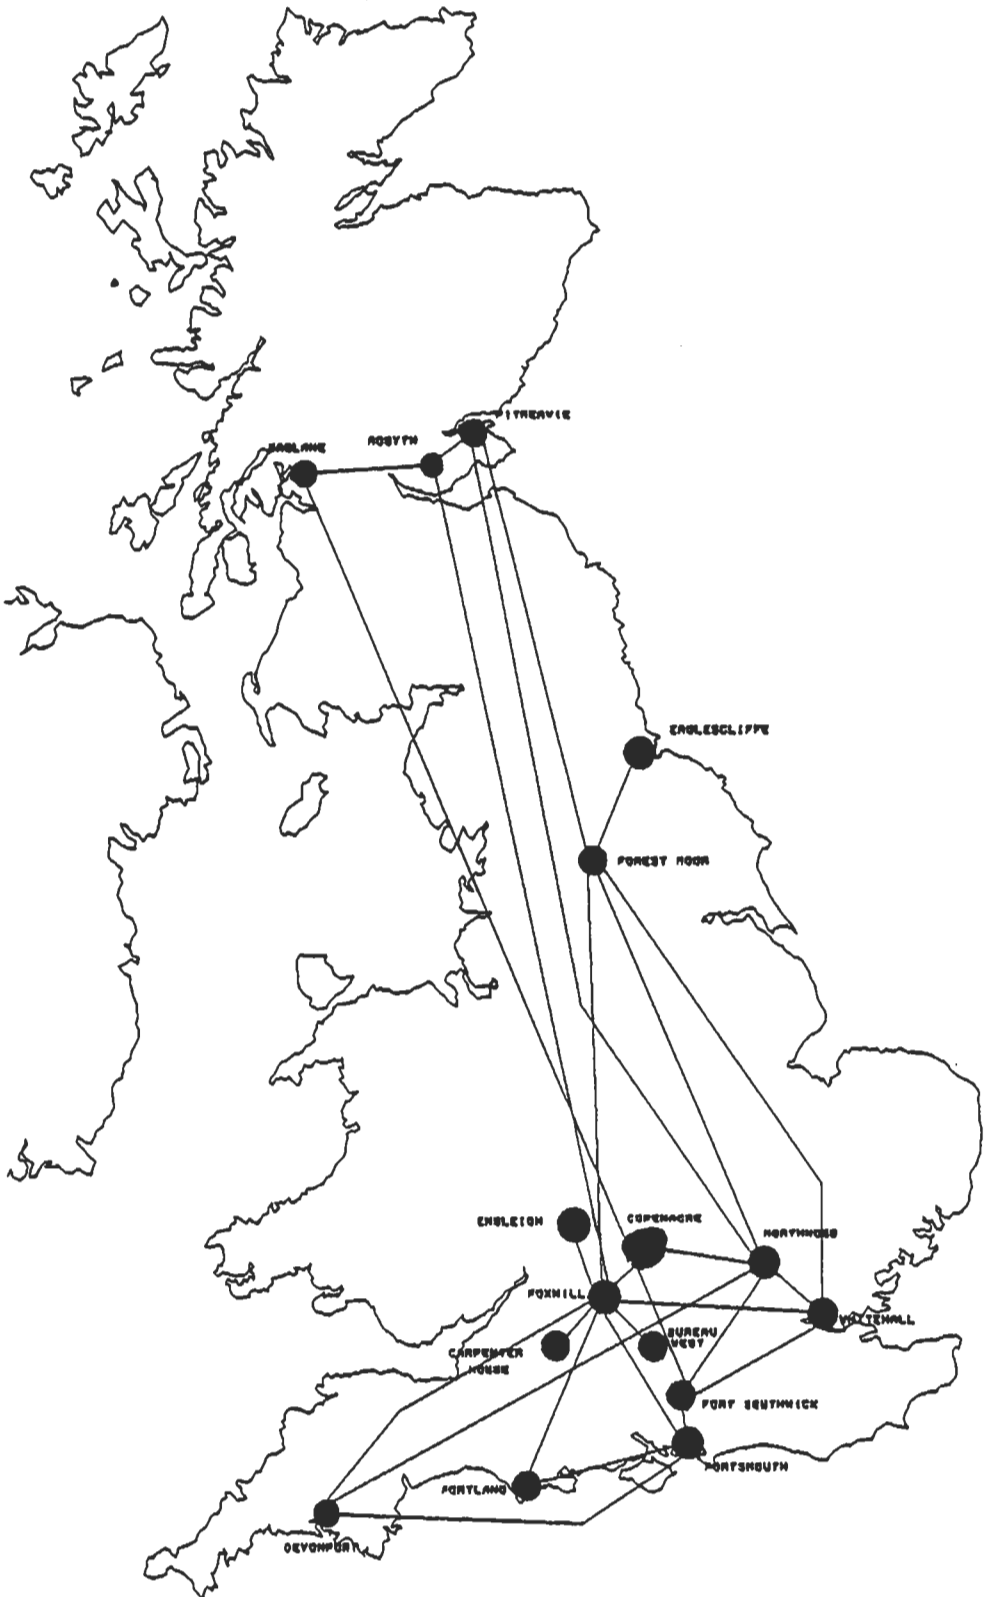 PITREAVIE
ROSYTH
EAGLESCLIFFE
FOREST MOOR
ENSLEIGH
COPENACRE
NORTHWOOD
FOXHILL
WHITEHALL
BUREAU
WEST
CARPENTER
HOUSE
FORT SOUTHWICK
PORTSMOUTH
PORTLAND
DEVONPORT